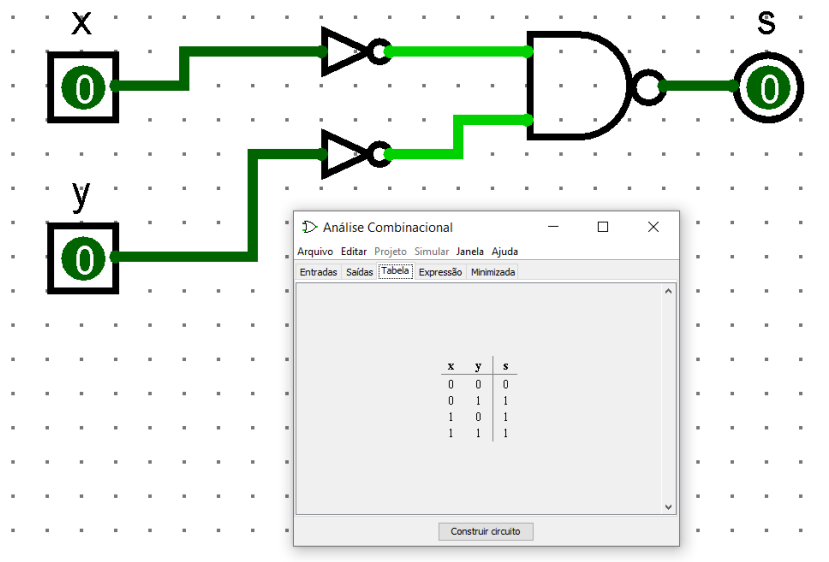 x
s
0
0
y
0
Análise Combinacional
Arquivo Editar Projeto Simular Janela Ajuda
Entradas Saídas Tabela Expressão Minimizada
x y s
0 0 0
0 1 1
1 0 1
1 1 1
Construir circuito